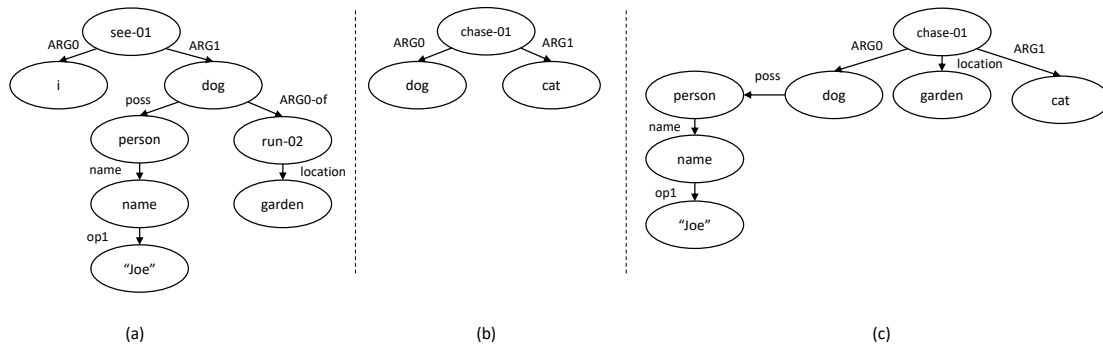 see-01
ARG0 ARG1
i dog
poss ARG0-of
person run-02
name location
name garden
op1
“Joe”
(a)
chase-01
ARG0 ARG1
dog cat
(b)
chase-01
ARG0 location ARG1
person poss dog garden cat
name
name
op1
“Joe”
(c)